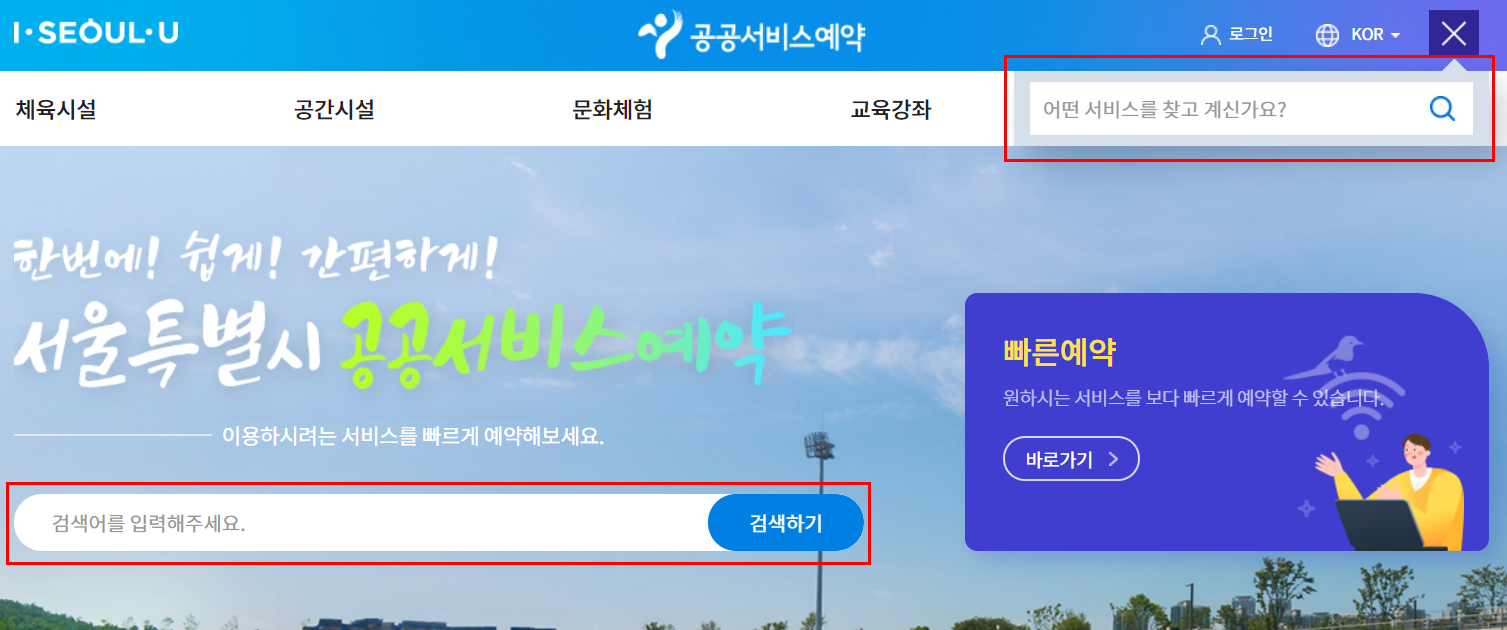 I·SEOUL·U
공공서비스예약
로그인
KOR
체육시설
공간시설
문화체험
교육강좌
어떤 서비스를 찾고 계신가요?
한번에! 쉽게! 간편하게!
서울특별시 공공서비스예약
이용하시려는 서비스를 빠르게 예약해보세요.
검색어를 입력해주세요.
검색하기
빠른예약
원하시는 서비스를 보다 빠르게 예약할 수 있습니다.
바로가기